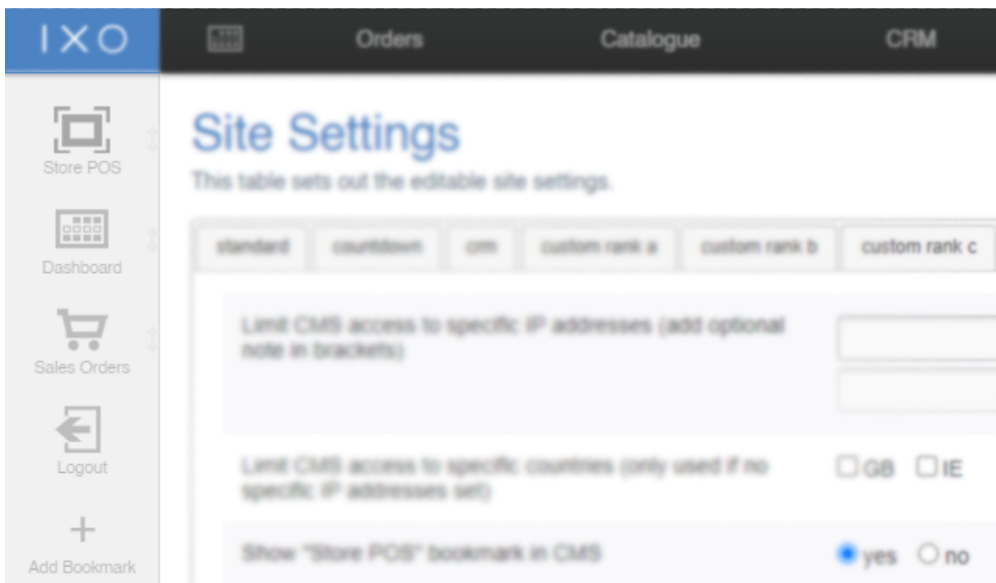 IXO
Orders
Catalogue
CRM
Store POS
Dashboard
Sales Orders
Logout
+
Add Bookmark
Site Settings
This table sets out the editable site settings.
standard
countdown
crm
custom rank a
custom rank b
custom rank c
Limit CMS access to specific IP addresses (add optional
note in brackets)
Limit CMS access to specific countries (only used if no
specific IP addresses set)
GB
IE
Show "Store POS" bookmark in CMS
yes
no